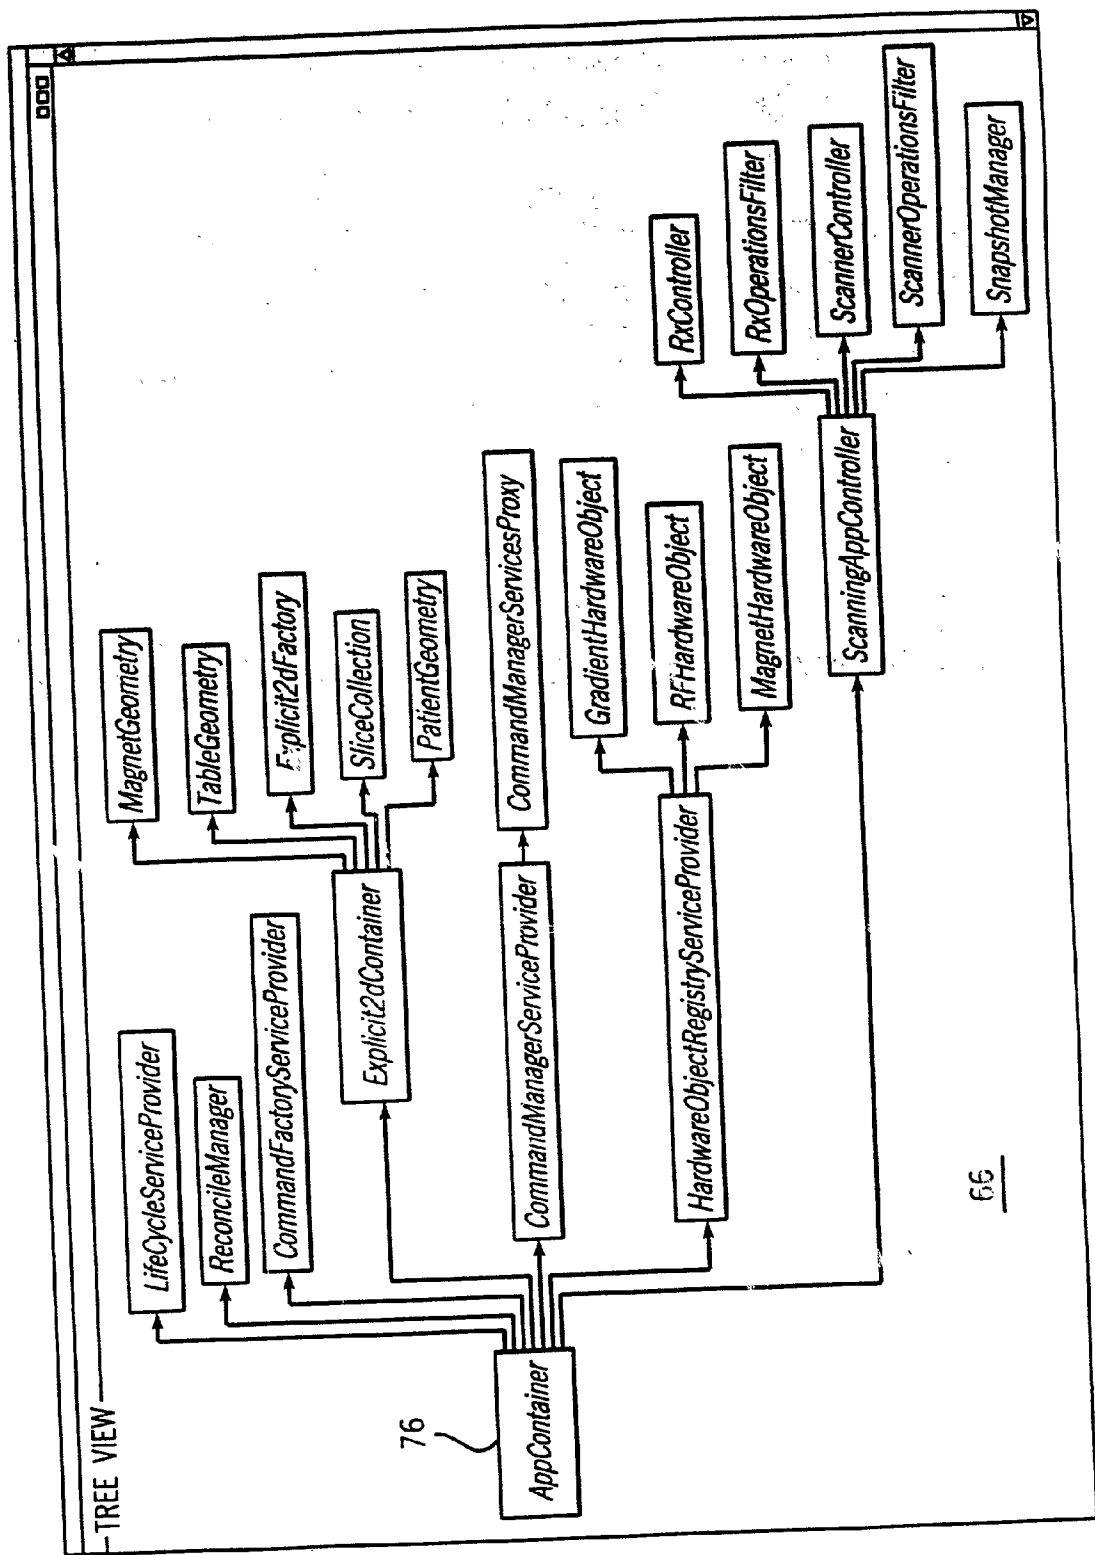 TREE VIEW
MagnetGeometry
TableGeometry
Explicit2dFactory
SliceCollection
PatientGeometry
LifeCycleServiceProvider
ReconcileManager
CommandFactoryServiceProvider
Explicit2dContainer
CommandManagerServiceProvider
CommandManagerServicesProxy
76
AppContainer
GradientHardwareObject
RFHardwareObject
MagnetHardwareObject
HardwareObjectRegistryServiceProvider
RxController
RxOperationsFilter
ScannerController
ScannerOperationsFilter
SnapshotManager
ScanningAppController
66